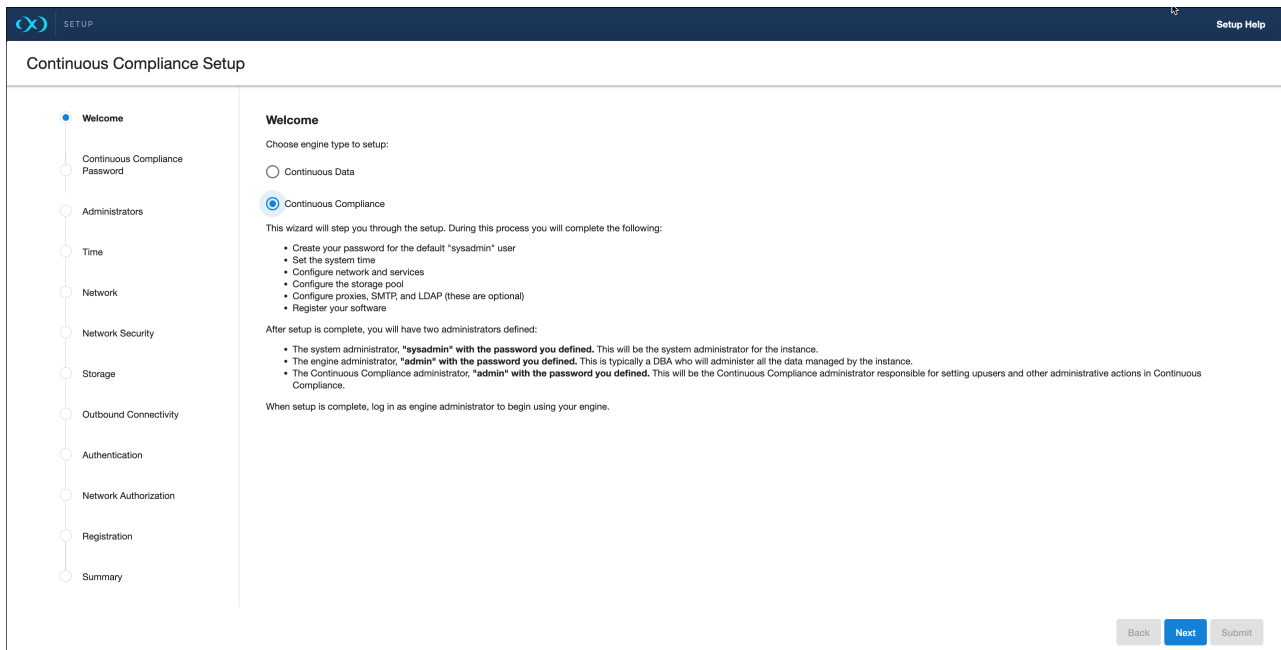 SETUP
Setup Help
Continuous Compliance Setup
Welcome
Continuous Compliance
Password
Administrators
Time
Network
Network Security
Storage
Outbound Connectivity
Authentication
Network Authorization
Registration
Summary
Welcome
Choose engine type to setup:
Continuous Data
Continuous Compliance
This wizard will step you through the setup. During this process you will complete the following:
• Create your password for the default "sysadmin" user
• Set the system time
• Configure network and services
• Configure the storage pool
• Configure proxies, SMTP, and LDAP (these are optional)
• Register your software
After setup is complete, you will have two administrators defined:
• The system administrator, "sysadmin" with the password you defined. This will be the system administrator for the instance.
• The engine administrator, "admin" with the password you defined. This is typically a DBA who will administer all the data managed by the instance.
• The Continuous Compliance administrator, "admin" with the password you defined. This will be the Continuous Compliance administrator responsible for setting upusers and other administrative actions in Continuous
Compliance.
When setup is complete, log in as engine administrator to begin using your engine.
Back
Next
Submit